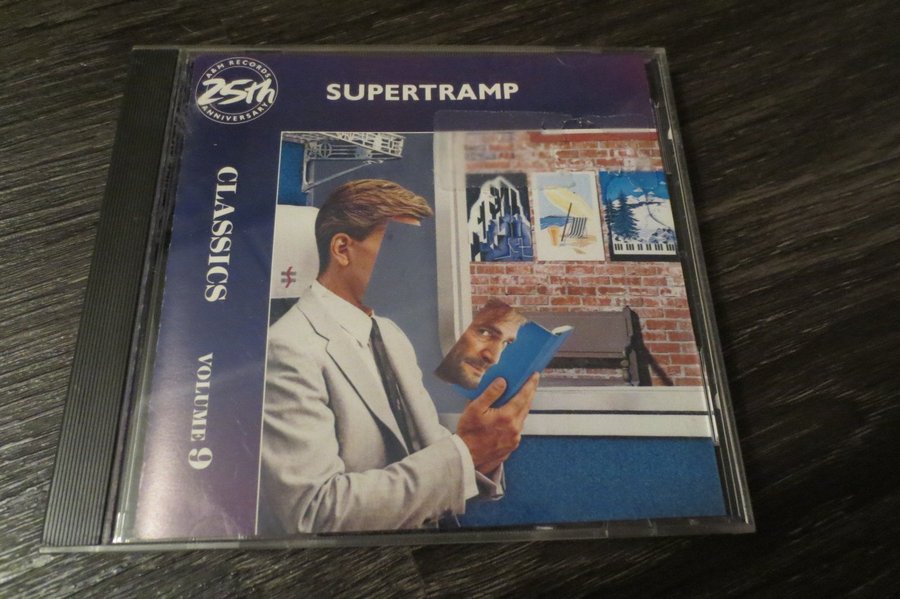 A&M RECORDS
25th
ANNIVERSARY
SUPERTRAMP
CLASSICS
VOLUME 9